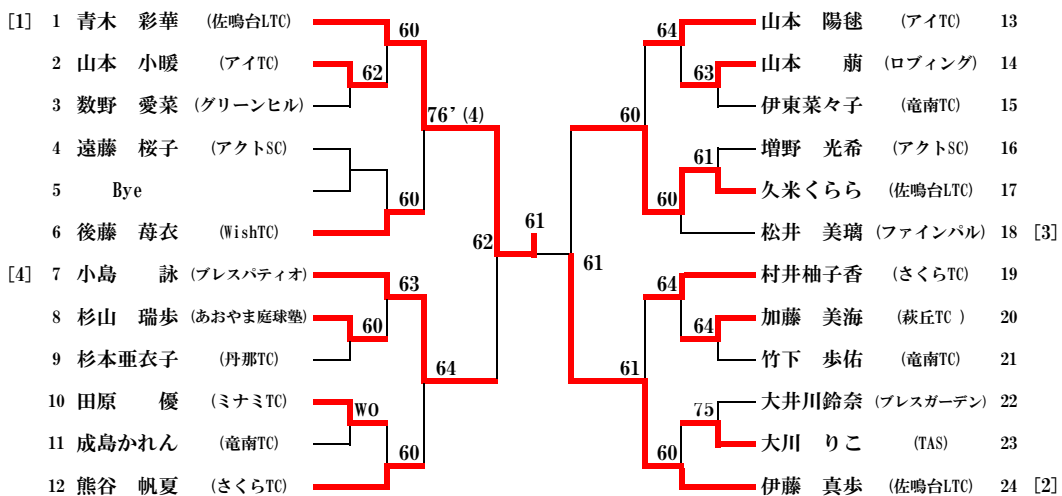 [1] 1 青木 彩華 (佐鳴台LTC)
60
2 山本 小暖 (アイTC)
62
3 数野 愛菜 (グリーンヒル)
76'(4)
4 遠藤 桜子 (アクトSC)
5 Bye
60
6 後藤 苺衣 (WishTC)
62
[4] 7 小島 詠 (ブレスパティオ)
63
8 杉山 瑞歩 (あおやま庭球塾)
60
9 杉本亜衣子 (丹那TC)
64
10 田原 優 (ミナミTC)
WO
11 成島かれん (竜南TC)
60
12 熊谷 帆夏 (さくらTC)
61
61
山本 陽毬 (アイTC) 13
64
山本 萠 (ロブィング) 14
63
伊東菜々子 (竜南TC) 15
60
増野 光希 (アクトSC) 16
61
久米くらら (佐鳴台LTC) 17
60
松井 美璃 (ファインパル) 18 [3]
村井柚子香 (さくらTC) 19
64
加藤 美海 (萩丘TC ) 20
64
竹下 歩佑 (竜南TC) 21
61
大井川鈴奈 (ブレスガーデン) 22
75
大川 りこ (TAS) 23
60
伊藤 真歩 (佐鳴台LTC) 24 [2]